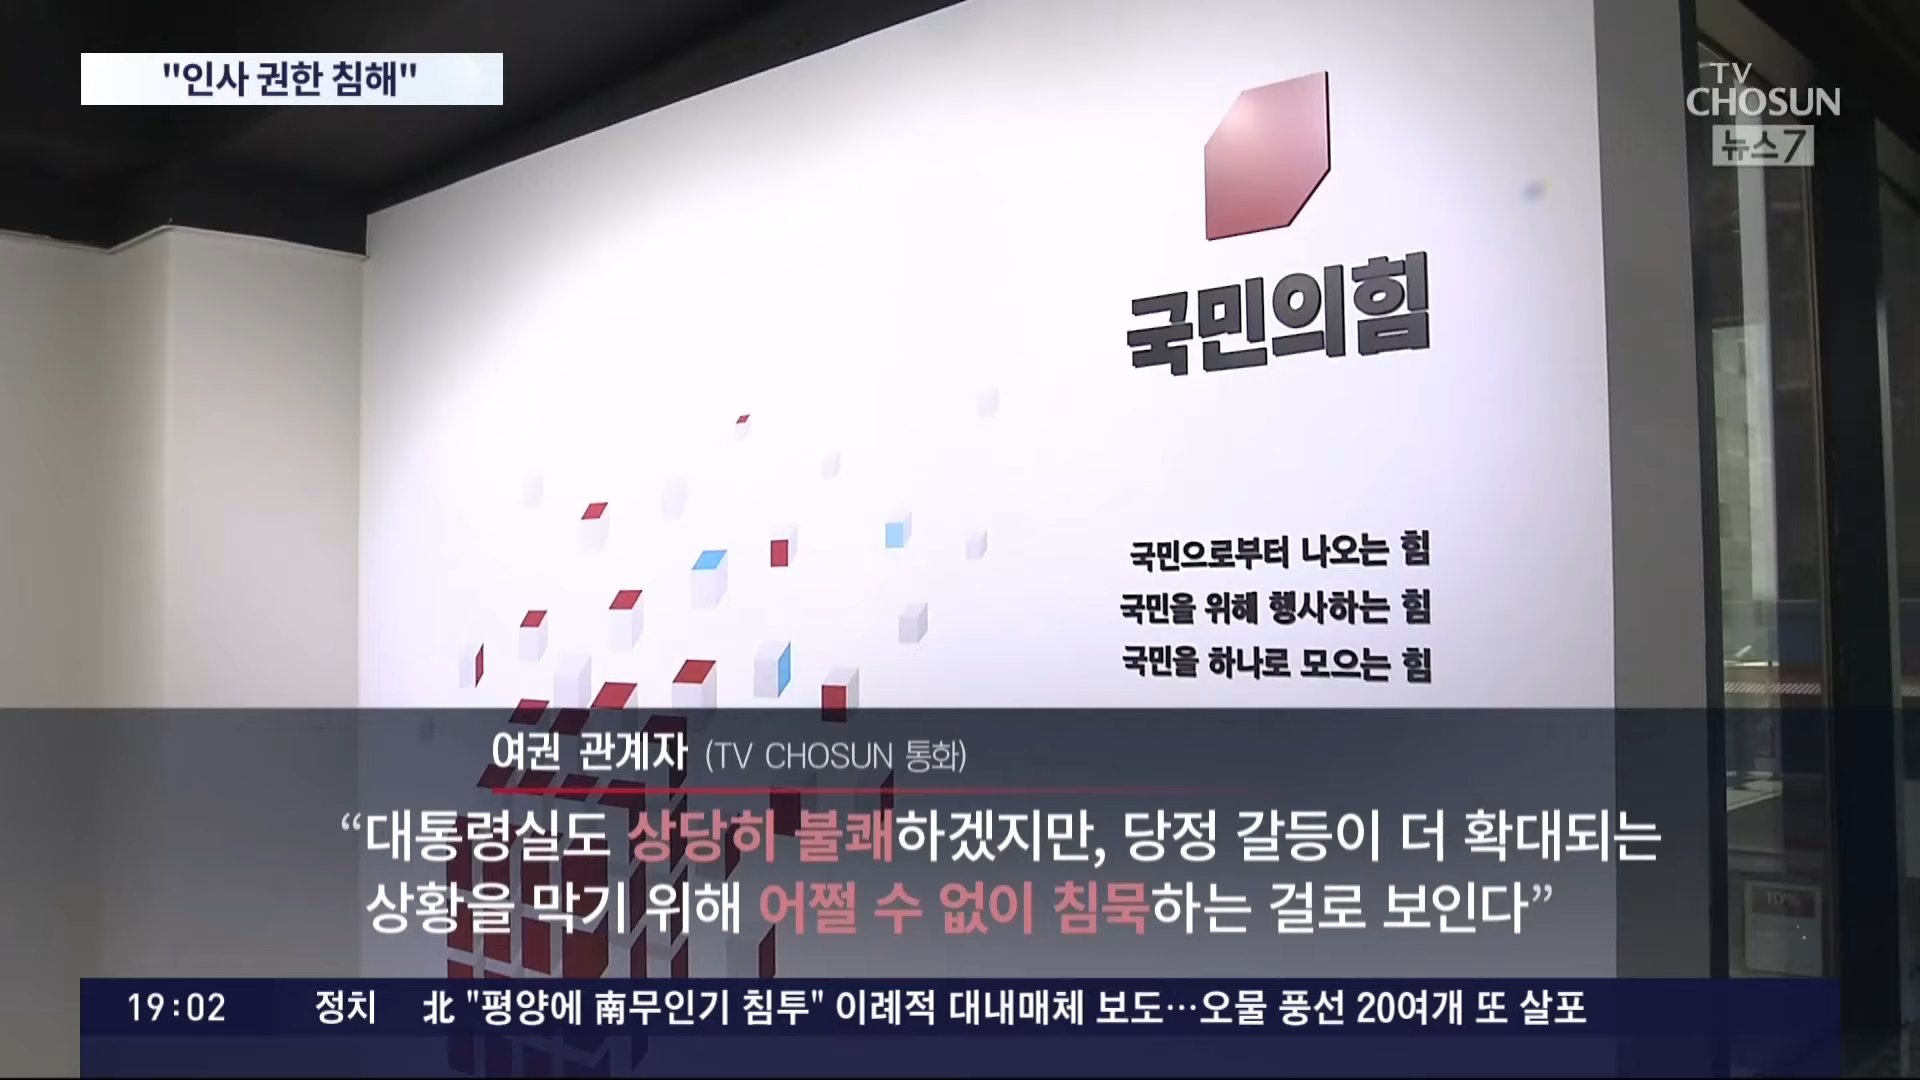 "인사 권한 침해"
TV
CHOSUN
뉴스7
국민의힘
국민으로부터 나오는 힘
국민을 위해 행사하는 힘
국민을 하나로 모으는 힘
여권 관계자 (TV CHOSUN 통화)
“대통령실도 상당히 불쾌하겠지만, 당정 갈등이 더 확대되는
상황을 막기 위해 어쩔 수 없이 침묵하는 걸로 보인다”
10%
19:02 정치 北 "평양에 南무인기 침투" 이례적 대내매체 보도…오물 풍선 20여개 또 살포